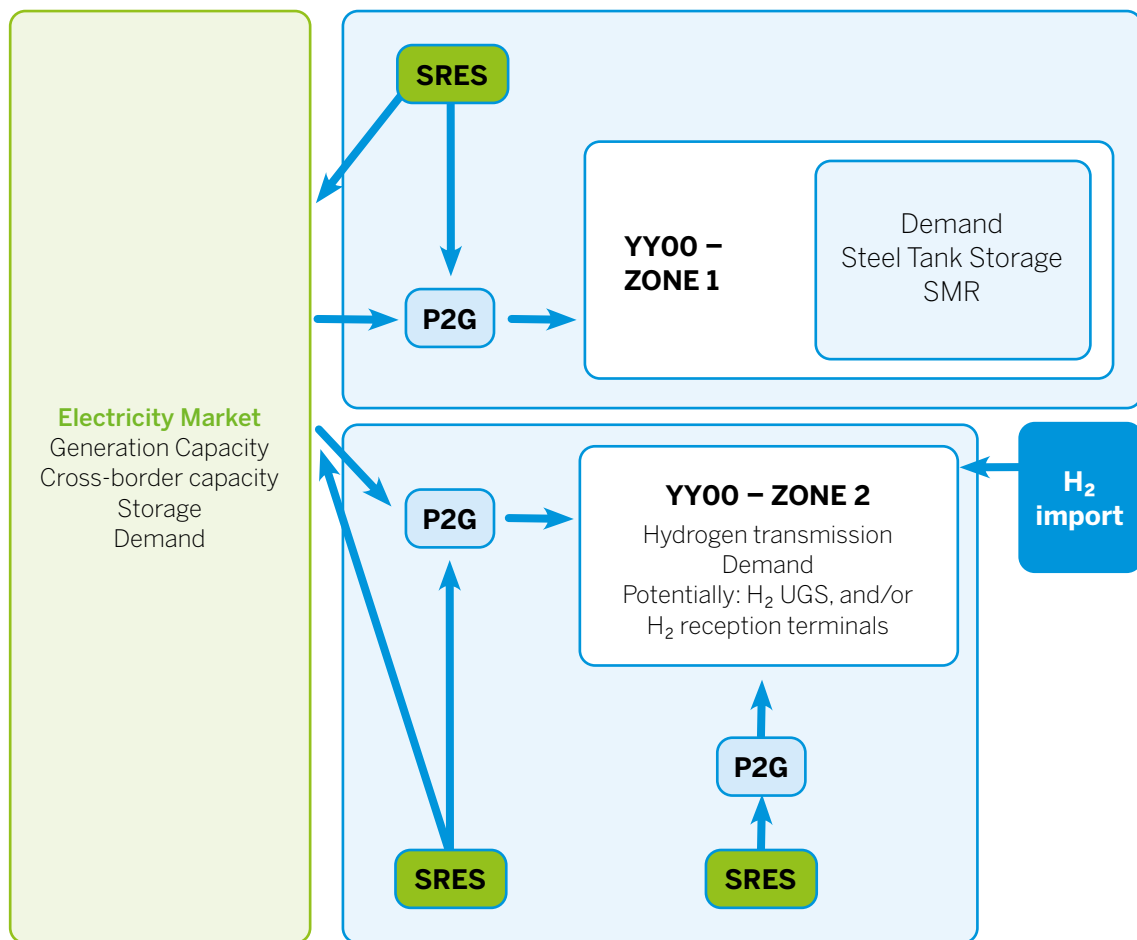 SRES
YY00 –
ZONE 1
Demand
Steel Tank Storage
SMR
P2G
Electricity Market
Generation Capacity
Cross-border capacity
Storage
Demand
P2G
YY00 – ZONE 2
Hydrogen transmission
Demand
Potentially: H₂ UGS, and/or
H₂ reception terminals
H₂
import
P2G
SRES
SRES